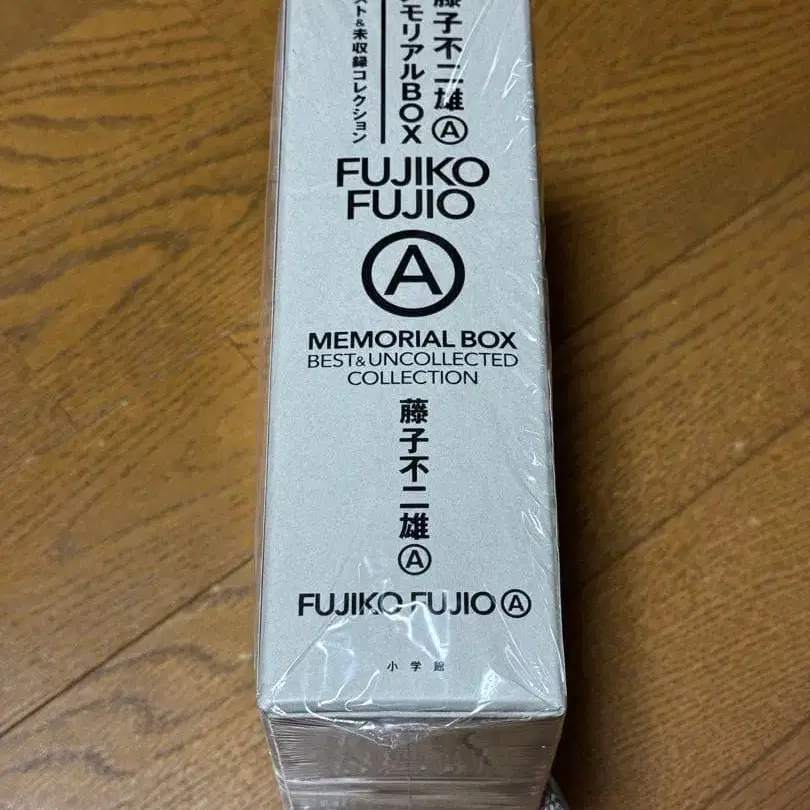 藤子不二雄Ⓐ
メモリアルBOX
スト&未収録コレクション
FUJIKO
FUJIO
Ⓐ
MEMORIAL BOX
BEST&UNCOLLECTED
COLLECTION
藤子不二雄Ⓐ
FUJIKO FUJIO Ⓐ
小学館